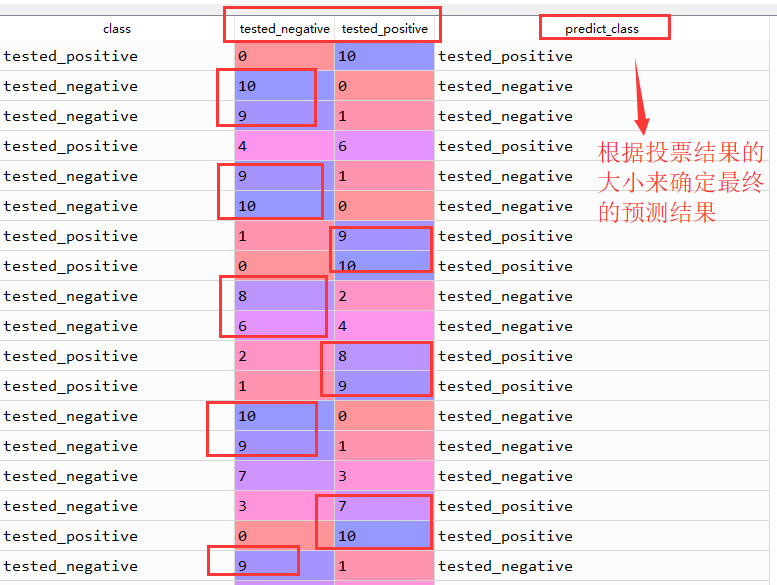 class tested_negative tested_positive predict_class
tested_positive 0 10 tested_positive
tested_negative 10 0 tested_negative
tested_negative 9 1 tested_negative
tested_positive 4 6 tested_positive
tested_negative 9 1 tested_negative
tested_negative 10 0 tested_negative
tested_positive 1 9 tested_positive
tested_positive 0 10 tested_positive
tested_negative 8 2 tested_negative
tested_negative 6 4 tested_negative
tested_positive 2 8 tested_positive
tested_positive 1 9 tested_positive
tested_negative 10 0 tested_negative
tested_negative 9 1 tested_negative
tested_negative 7 3 tested_negative
tested_negative 3 7 tested_positive
tested_positive 0 10 tested_positive
tested_negative 9 1 tested_negative
根据投票结果的
大小来确定最终
的预测结果